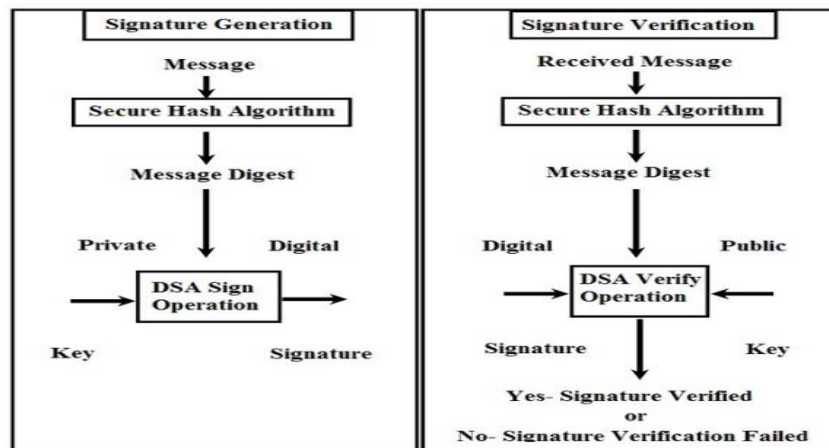 Signature Generation
Message
Secure Hash Algorithm
Message Digest
Private
Digital
DSA Sign
Operation
Key
Signature
Signature Verification
Received Message
Secure Hash Algorithm
Message Digest
Digital
Public
DSA Verify
Operation
Signature
Key
Yes- Signature Verified
or
No- Signature Verification Failed